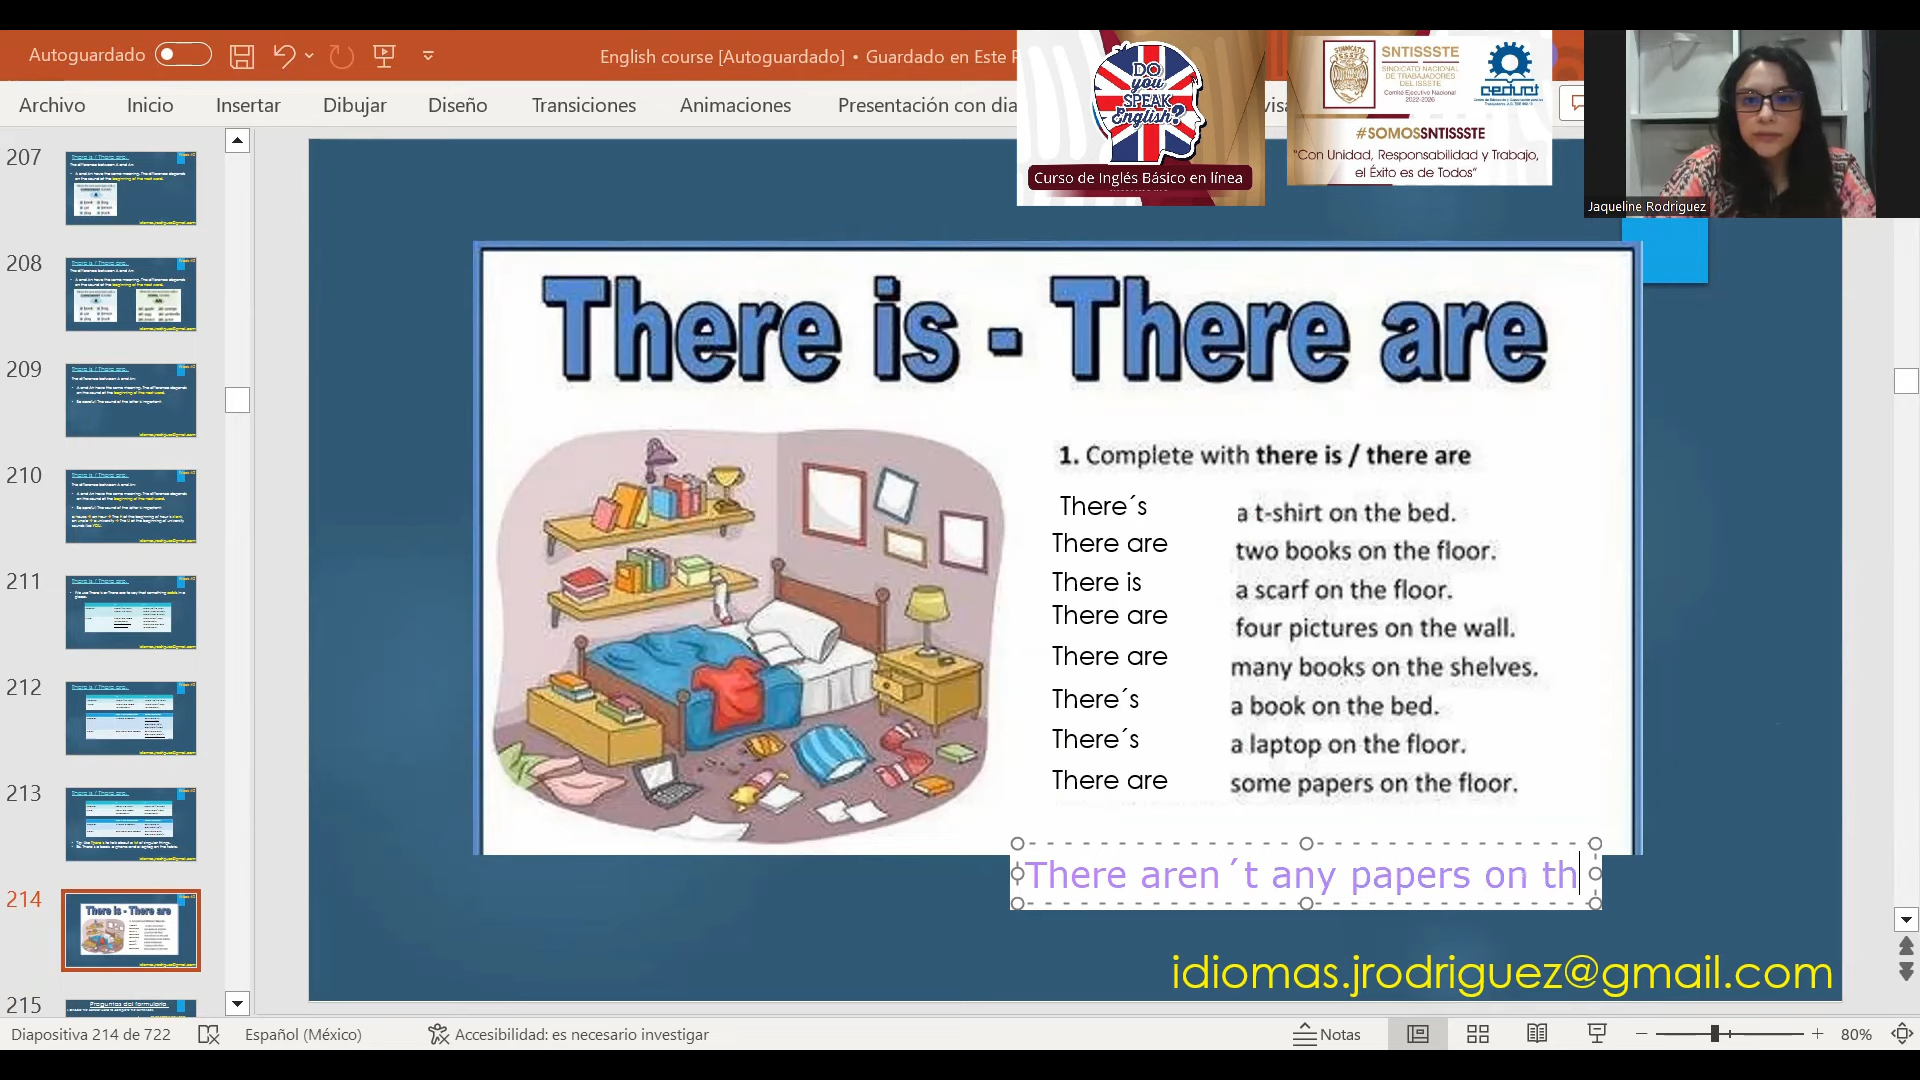 Autoguardado
English course [Autoguardado] • Guardado en Este P
Archivo Inicio Insertar Dibujar Diseño Transiciones Animaciones Presentación con dia
DO
you
SPEAK
English?
Curso de Inglés Básico en línea
SNTISSSTE
SINDICATO NACIONAL
DE TRABAJADORES
DEL ISSSTE
Comité Ejecutivo Nacional
2022-2026
ceduct
#SOMOSSNTISSSTE
“Con Unidad, Responsabilidad y Trabajo,
el Éxito es de Todos”
Jaqueline Rodriguez
207
208
209
210
211
212
213
214
215
There is - There are
1. Complete with there is / there are
There´s a t-shirt on the bed.
There are two books on the floor.
There is a scarf on the floor.
There are four pictures on the wall.
There are many books on the shelves.
There´s a book on the bed.
There´s a laptop on the floor.
There are some papers on the floor.
There aren´t any papers on th
idiomas.jrodriguez@gmail.com
Diapositiva 214 de 722 Español (México) Accesibilidad: es necesario investigar Notas 80%